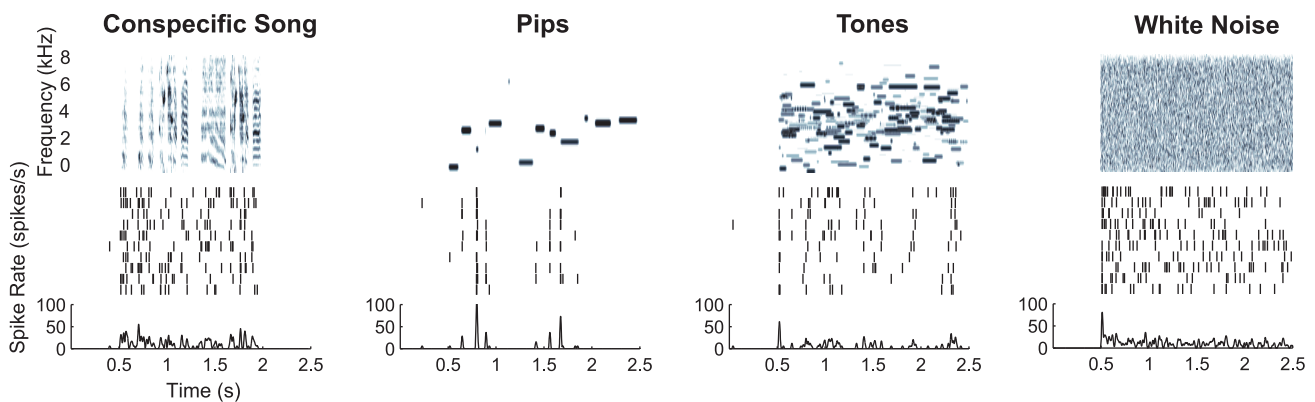 Conspecific Song
Pips
Tones
White Noise
Frequency (kHz)
8
6
4
2
0
Spike Rate (spikes/s)
100
50
0
0.5 1 1.5 2 2.5
Time (s)
100
50
0
0.5 1 1.5 2 2.5
100
50
0
0.5 1 1.5 2 2.5
100
50
0
0.5 1 1.5 2 2.5